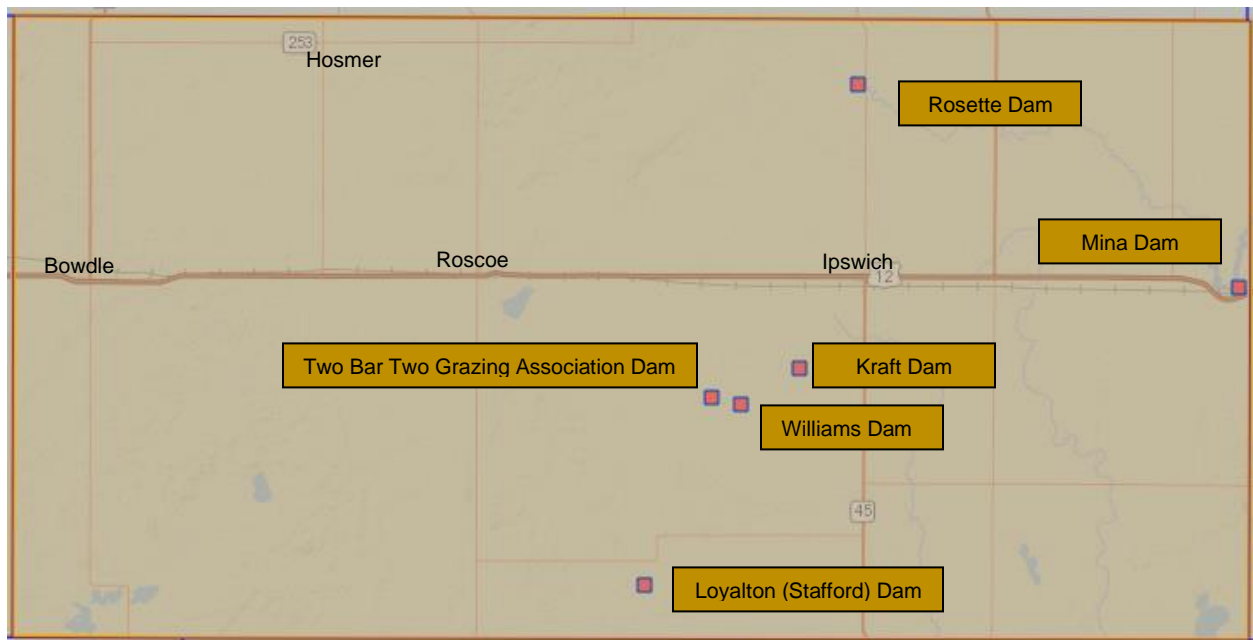 253
Hosmer
Rosette Dam
Mina Dam
Bowdle
Roscoe
Ipswich
12
Two Bar Two Grazing Association Dam
Kraft Dam
Williams Dam
45
Loyalton (Stafford) Dam